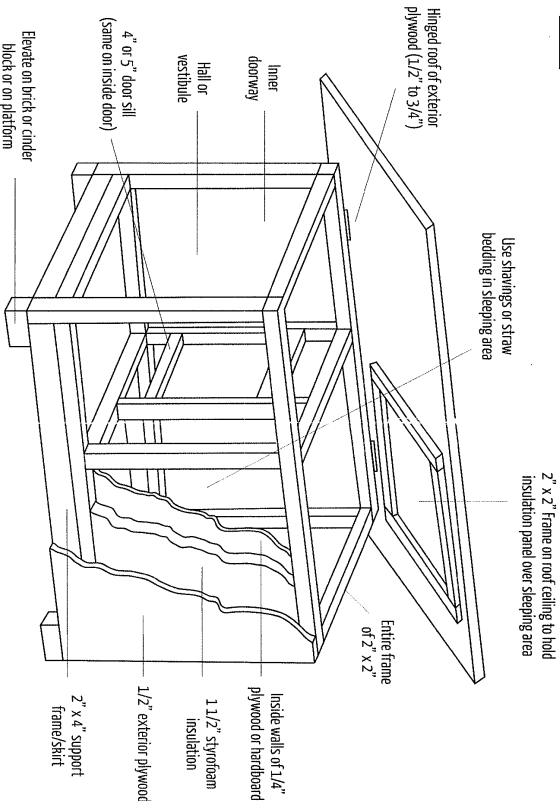 Hinged roof of exterior
plywood (1/2" to 3/4")
Inner
doorway
Hall or
vestibule
4" or 5" door sill
(same on inside door)
Elevate on brick or cinder
block or on platform
Use shavings or straw
bedding in sleeping area
2" x 2" Frame on roof ceiling to hold
insulation panel over sleeping area
Entire frame
of 2" x 2"
Inside walls of 1/4"
plywood or hardboard
1 1/2" styrofoam
insulation
1/2" exterior plywood
2" x 4" support
frame/skirt